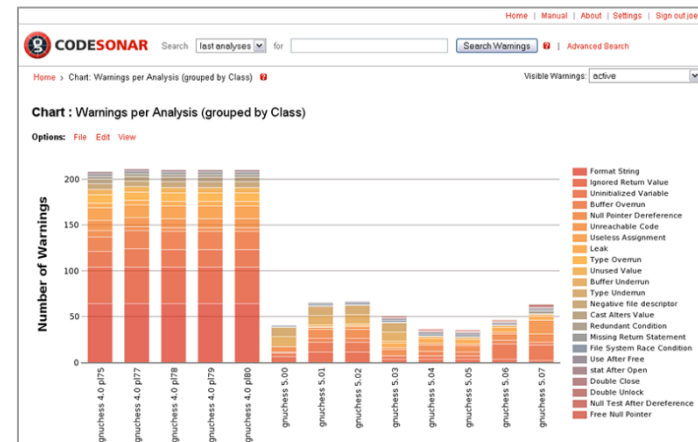 Home | Manual | About | Settings | Sign out joe
CODESONAR Search last analyses for Search Warnings ? | Advanced Search
Home > Chart: Warnings per Analysis (grouped by Class) ? Visible Warnings: active
Chart : Warnings per Analysis (grouped by Class)
Options: File Edit View
Number of Warnings
200
150
100
50
0
gnuchess 4.0 pl75
gnuchess 4.0 pl77
gnuchess 4.0 pl78
gnuchess 4.0 pl79
gnuchess 4.0 pl80
gnuchess 5.00
gnuchess 5.01
gnuchess 5.02
gnuchess 5.03
gnuchess 5.04
gnuchess 5.05
gnuchess 5.06
gnuchess 5.07
Format String
Ignored Return Value
Uninitialized Variable
Buffer Overrun
Null Pointer Dereference
Unreachable Code
Useless Assignment
Leak
Type Overrun
Unused Value
Buffer Underrun
Type Underrun
Negative file descriptor
Cast Alters Value
Redundant Condition
Missing Return Statement
File System Race Condition
Use After Free
stat After Open
Double Close
Double Unlock
Null Test After Dereference
Free Null Pointer